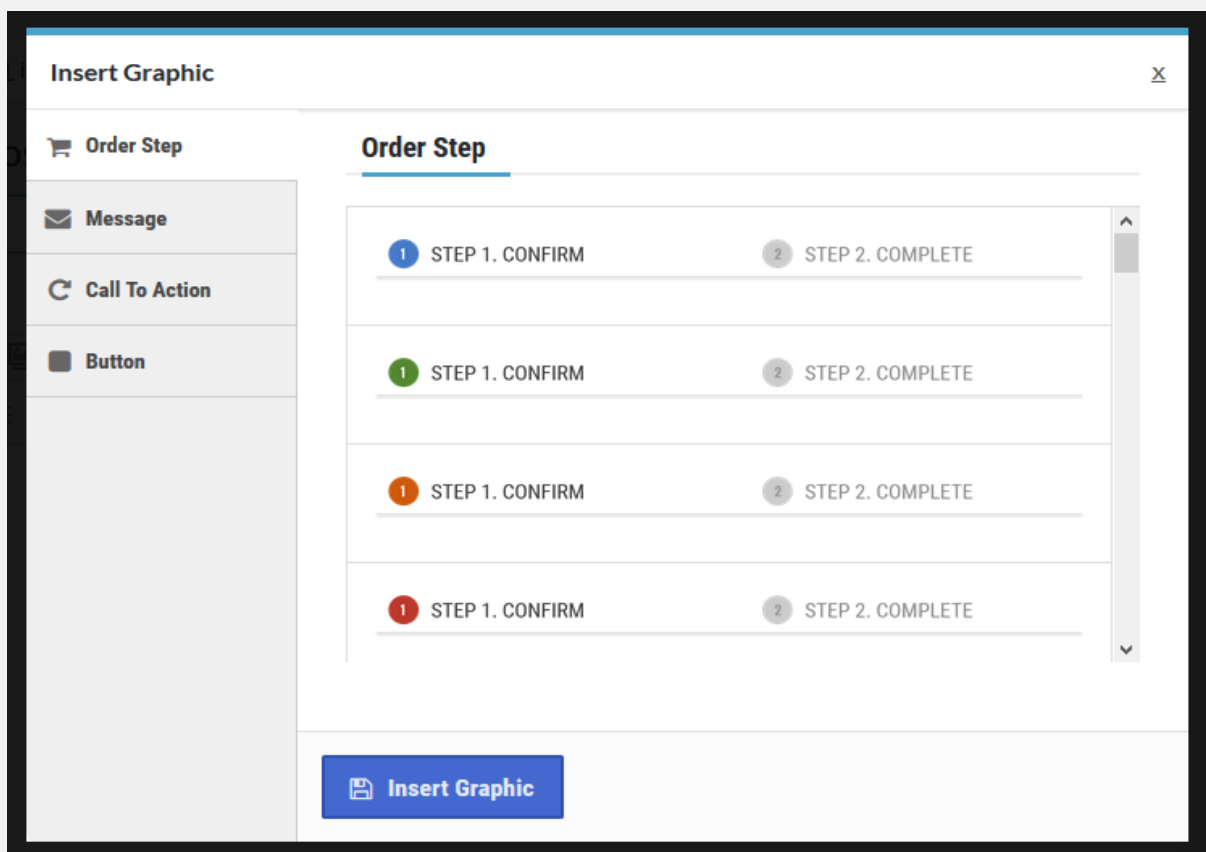 Insert Graphic
x
Order Step
Message
Call To Action
Button
Order Step
1 STEP 1. CONFIRM 2 STEP 2. COMPLETE
1 STEP 1. CONFIRM 2 STEP 2. COMPLETE
1 STEP 1. CONFIRM 2 STEP 2. COMPLETE
1 STEP 1. CONFIRM 2 STEP 2. COMPLETE
Insert Graphic